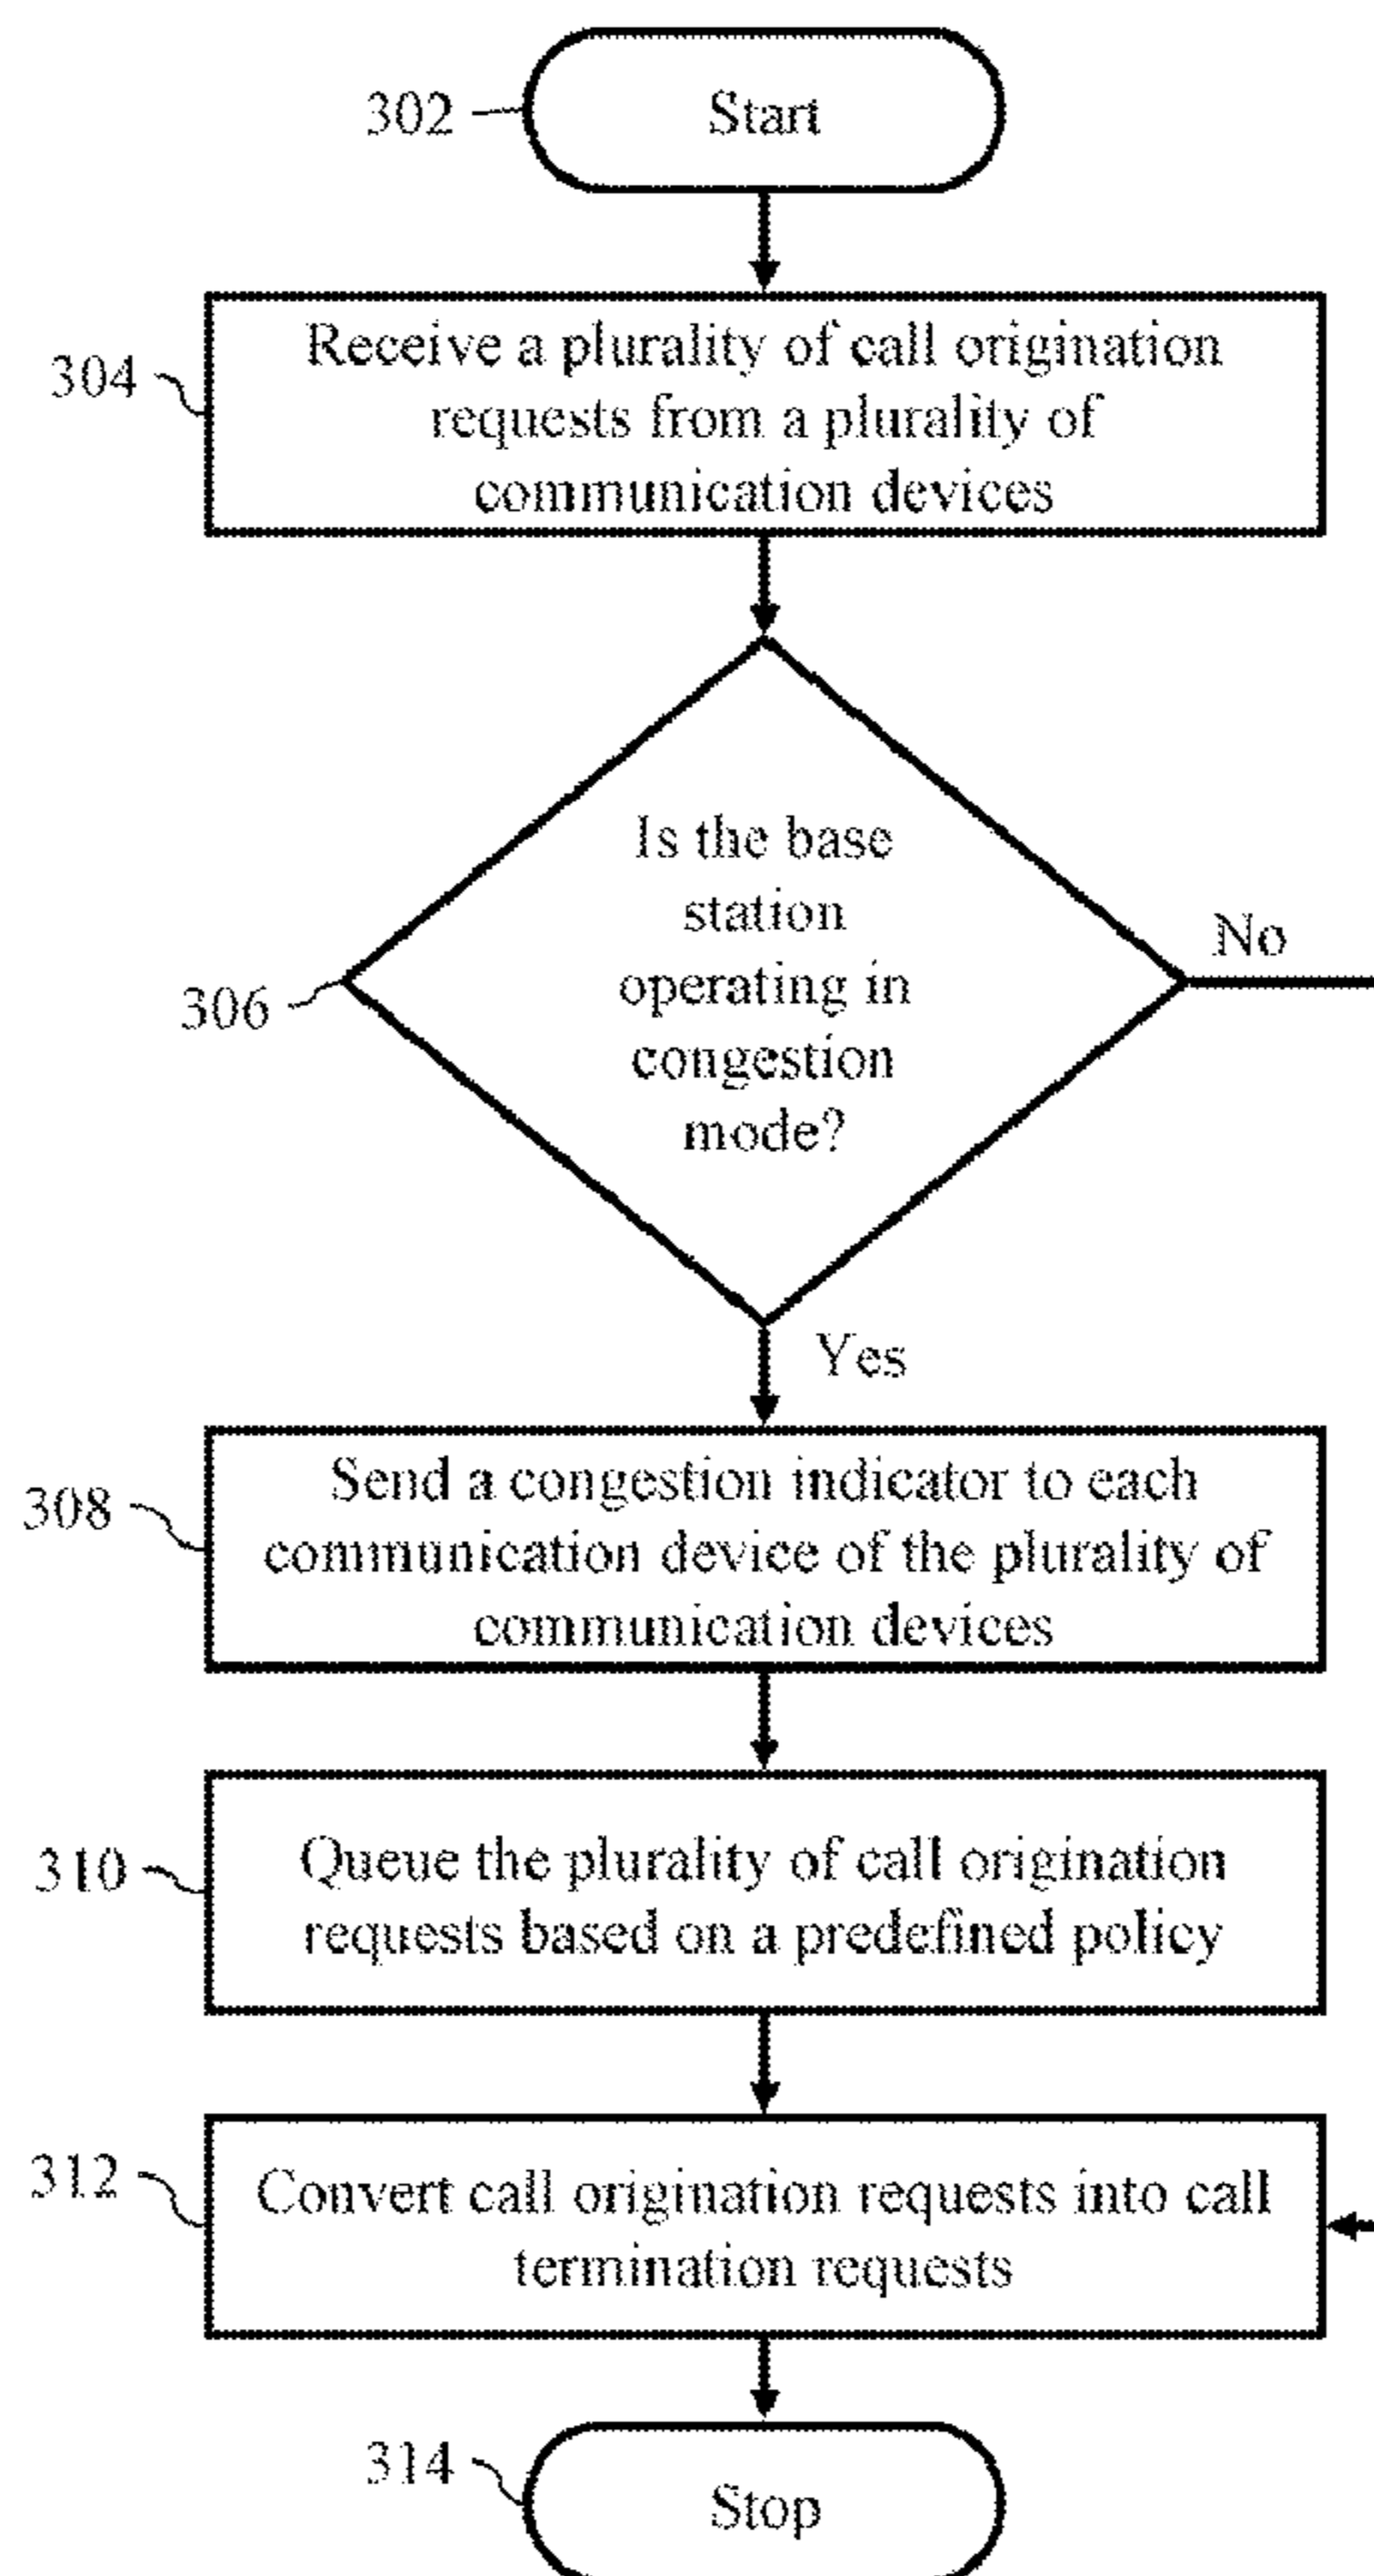 302
Start
304
Receive a plurality of call origination
requests from a plurality of
communication devices
306
Is the base
station
operating in
congestion
mode?
No
Yes
308
Send a congestion indicator to each
communication device of the plurality of
communication devices
310
Queue the plurality of call origination
requests based on a predefined policy
312
Convert call origination requests into call
termination requests
314
Stop